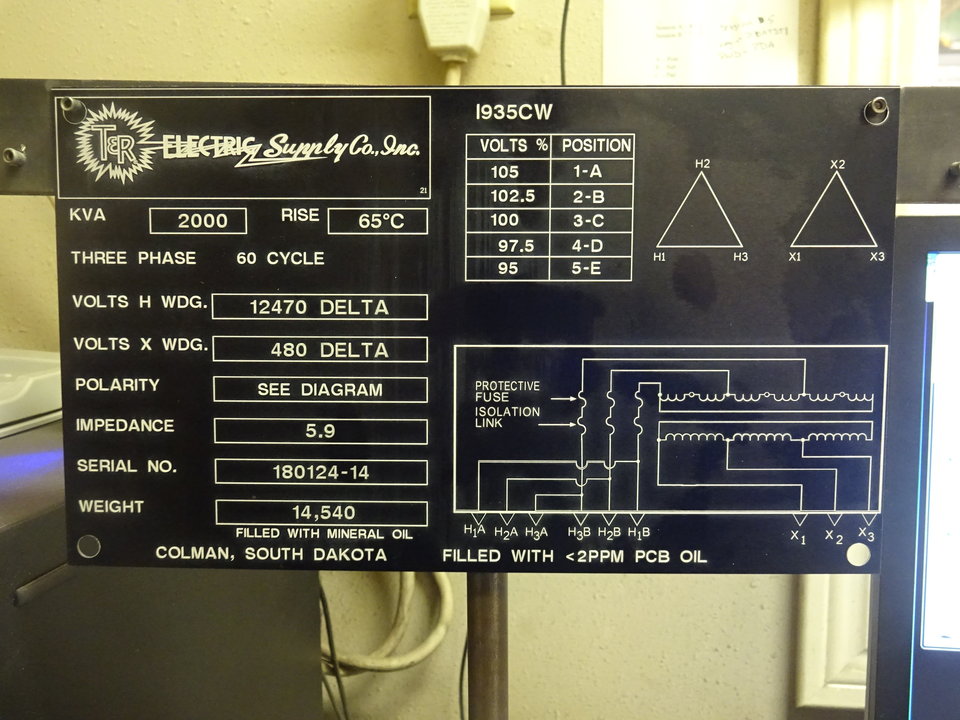 T&R ELECTRIC Supply Co., Inc.
21
KVA 2000 RISE 65°C
THREE PHASE 60 CYCLE
VOLTS H WDG. 12470 DELTA
VOLTS X WDG. 480 DELTA
POLARITY SEE DIAGRAM
IMPEDANCE 5.9
SERIAL NO. 180124-14
WEIGHT 14,540
FILLED WITH MINERAL OIL
COLMAN, SOUTH DAKOTA
I935CW
VOLTS % POSITION
105 1-A
102.5 2-B
100 3-C
97.5 4-D
95 5-E
H2
H1 H3
X2
X1 X3
PROTECTIVE
FUSE
ISOLATION
LINK
H1A H2A H3A H3B H2B H1B X1 X2 X3
FILLED WITH <2PPM PCB OIL